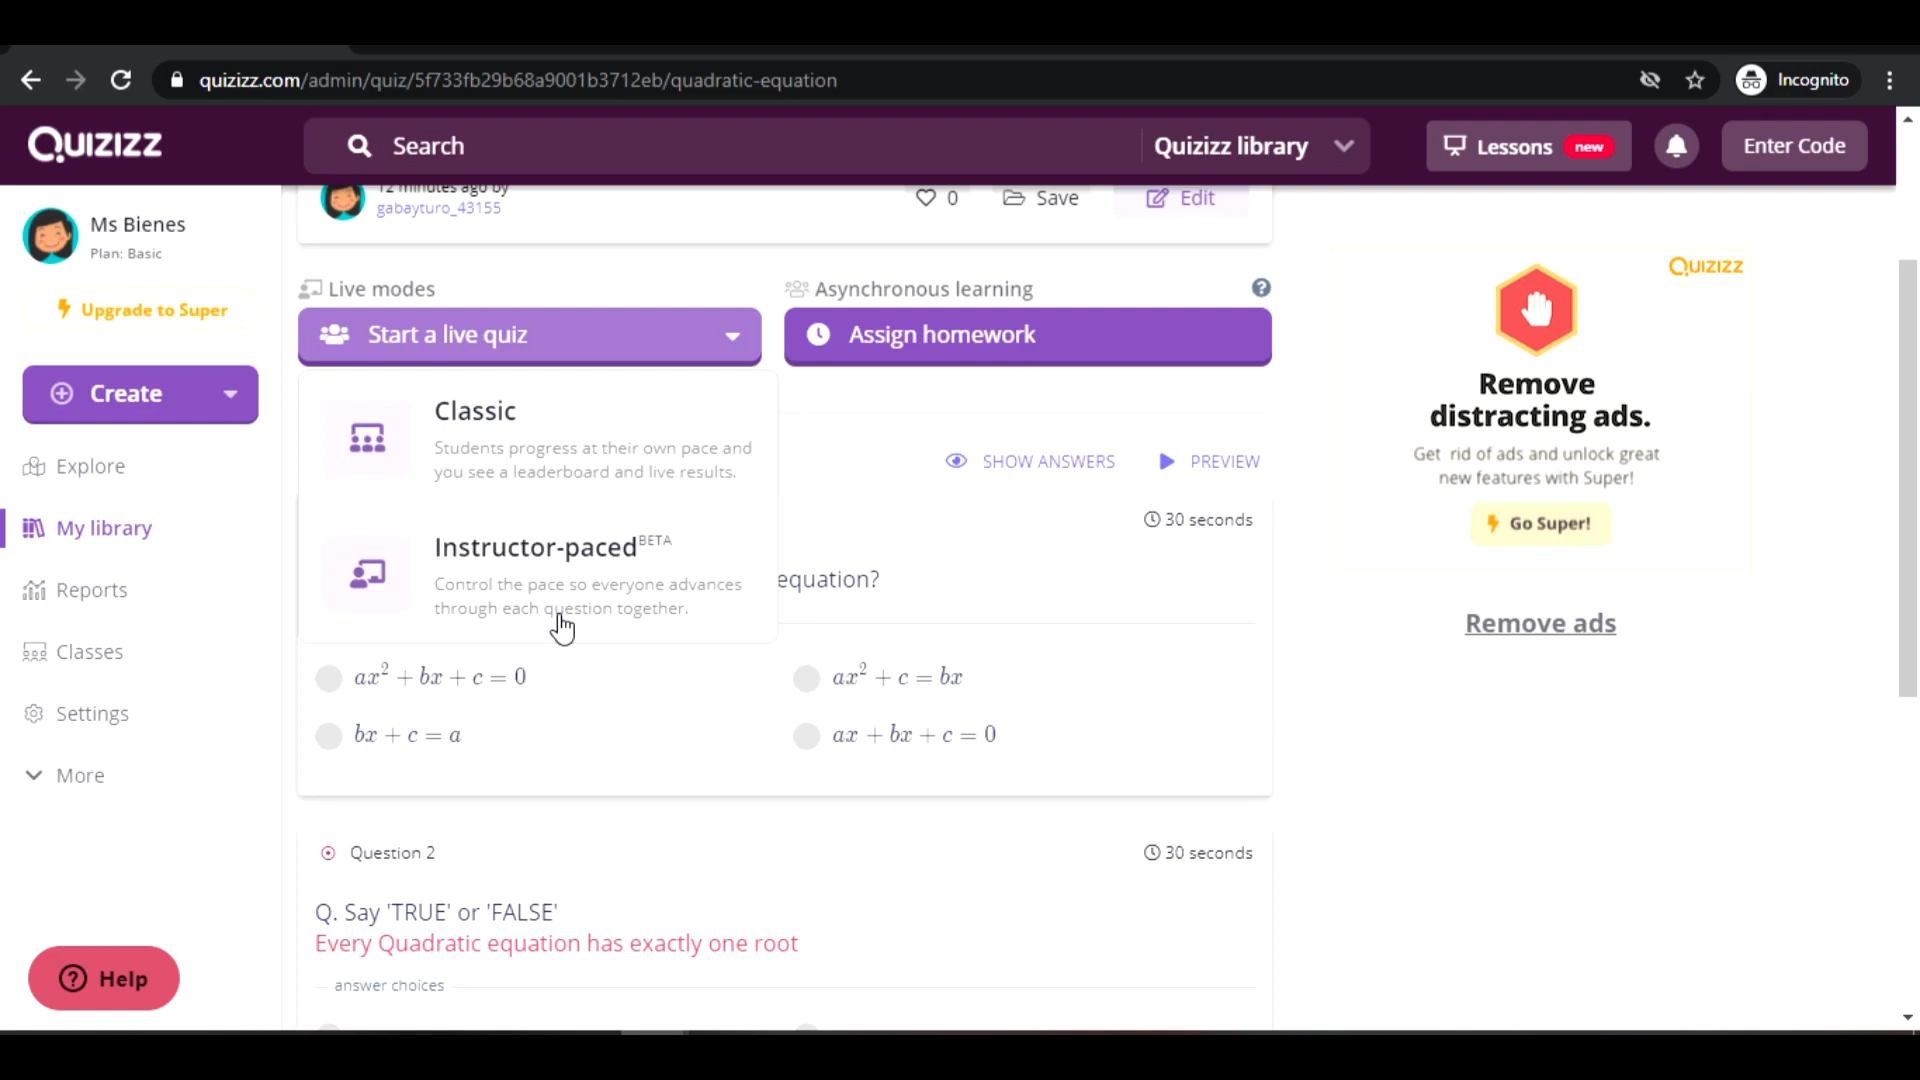 quizizz.com/admin/quiz/5f733fb29b68a9001b3712eb/quadratic-equation
Incognito
QUIZIZZ
Search
Quizizz library
Lessons new
Enter Code
Ms Bienes
Plan: Basic
Upgrade to Super
Create
Explore
My library
Reports
Classes
Settings
More
Help
12 minutes ago by
gabayturo_43155
0
Save
Edit
Live modes
Asynchronous learning
Start a live quiz
Assign homework
Classic
Students progress at their own pace and
you see a leaderboard and live results.
Instructor-paced BETA
Control the pace so everyone advances
through each question together.
SHOW ANSWERS
PREVIEW
30 seconds
equation?
ax² + bx + c = 0
ax² + c = bx
bx + c = a
ax + bx + c = 0
Question 2
30 seconds
Q. Say 'TRUE' or 'FALSE'
Every Quadratic equation has exactly one root
answer choices
QUIZIZZ
Remove
distracting ads.
Get rid of ads and unlock great
new features with Super!
Go Super!
Remove ads